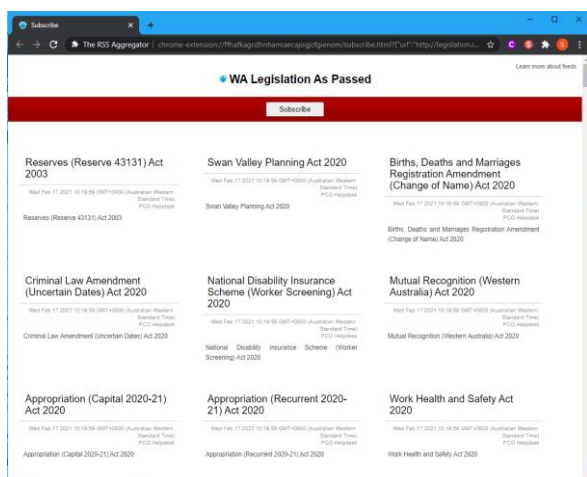 Subscribe
The RSS Aggregator
Learn more about feeds
WA Legislation As Passed
Subscribe
Reserves (Reserve 43131) Act
2003
Wed Feb 17 2021 10:16:59 GMT+0800 (Australian Western
Standard Time)
PCO Helpdesk
Reserves (Reserve 43131) Act 2003
Swan Valley Planning Act 2020
Wed Feb 17 2021 10:16:59 GMT+0800 (Australian Western
Standard Time)
PCO Helpdesk
Swan Valley Planning Act 2020
Births, Deaths and Marriages
Registration Amendment
(Change of Name) Act 2020
Wed Feb 17 2021 10:16:59 GMT+0800 (Australian Western
Standard Time)
PCO Helpdesk
Births, Deaths and Marriages Registration Amendment
(Change of Name) Act 2020
Criminal Law Amendment
(Uncertain Dates) Act 2020
Wed Feb 17 2021 10:16:59 GMT+0800 (Australian Western
Standard Time)
PCO Helpdesk
Criminal Law Amendment (Uncertain Dates) Act 2020
National Disability Insurance
Scheme (Worker Screening) Act
2020
Wed Feb 17 2021 10:16:59 GMT+0800 (Australian Western
Standard Time)
PCO Helpdesk
National Disability Insurance Scheme (Worker
Screening) Act 2020
Mutual Recognition (Western
Australia) Act 2020
Wed Feb 17 2021 10:16:59 GMT+0800 (Australian Western
Standard Time)
PCO Helpdesk
Mutual Recognition (Western Australia) Act 2020
Appropriation (Capital 2020-21)
Act 2020
Wed Feb 17 2021 10:16:59 GMT+0800 (Australian Western
Standard Time)
PCO Helpdesk
Appropriation (Capital 2020-21) Act 2020
Appropriation (Recurrent 2020-
21) Act 2020
Wed Feb 17 2021 10:16:59 GMT+0800 (Australian Western
Standard Time)
PCO Helpdesk
Appropriation (Recurrent 2020-21) Act 2020
Work Health and Safety Act
2020
Wed Feb 17 2021 10:16:59 GMT+0800 (Australian Western
Standard Time)
PCO Helpdesk
Work Health and Safety Act 2020